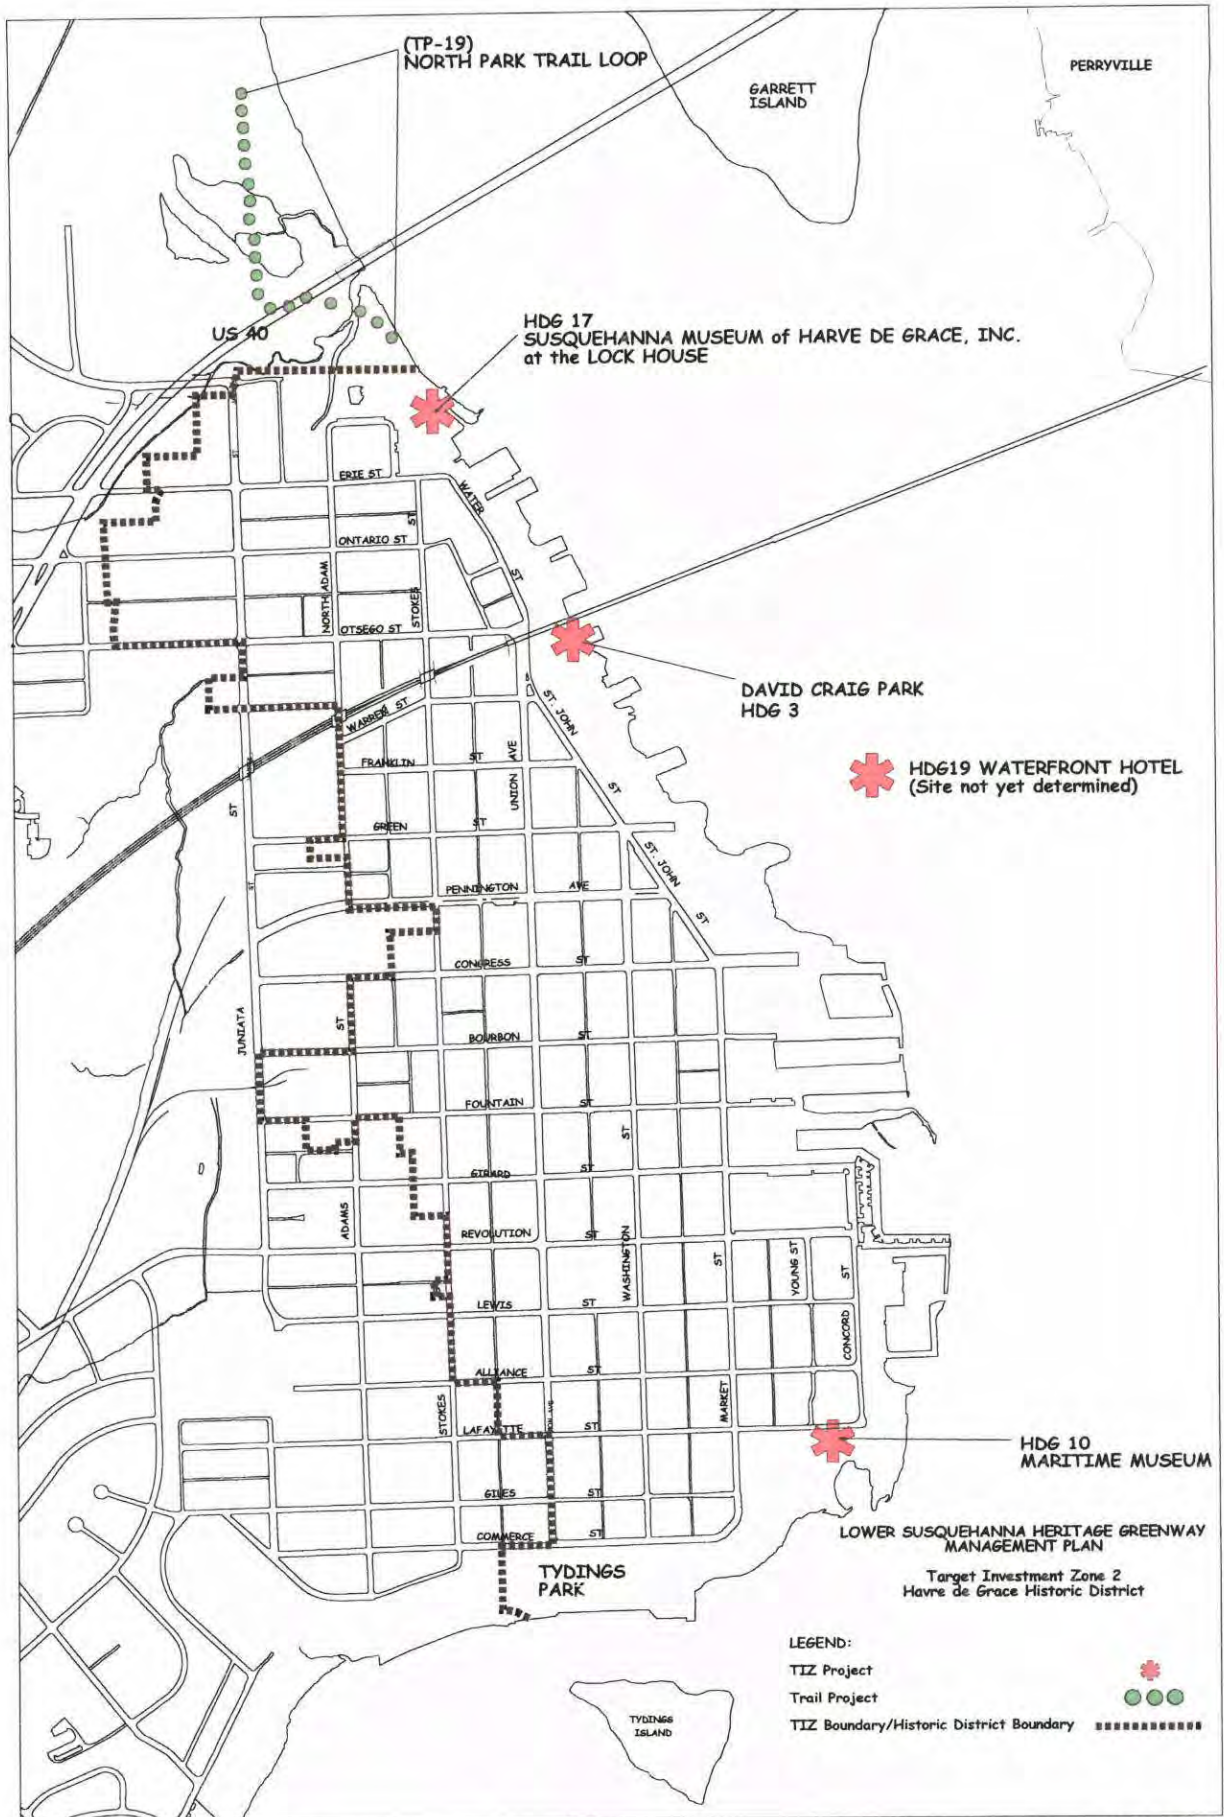 (TP-19)
NORTH PARK TRAIL LOOP
GARRETT
ISLAND
PERRYVILLE
US 40
HDG 17
SUSQUEHANNA MUSEUM of HARVE DE GRACE, INC.
at the LOCK HOUSE
ST
ERIE ST
WATER
ST
ST
ONTARIO ST
NORTH ADAM
STOKES
OTSEGO ST
DAVID CRAIG PARK
HDG 3
WARREN ST
ST. JOHN
ST
FRANKLIN
ST
UNION AVE
HDG19 WATERFRONT HOTEL
(Site not yet determined)
ST
GREEN
ST
ST. JOHN
ST
ST
PENNINGTON
AVE
CONGRESS
ST
JUNIATA
ST
BOURBON
ST
FOUNTAIN
ST
ST
GIRARD
ST
ADAMS
REVOLUTION
ST
WASHINGTON
ST
YOUNG ST
ST
LEWIS
ST
CONCORD
ALLIANCE
ST
STOKES
MARKET
LAFAYETTE
ST
HDG 10
MARITIME MUSEUM
GILES
ST
COMMERCE
ST
TYDINGS
PARK
LOWER SUSQUEHANNA HERITAGE GREENWAY
MANAGEMENT PLAN
Target Investment Zone 2
Havre de Grace Historic District
LEGEND:
TIZ Project
Trail Project
TIZ Boundary/Historic District Boundary
TYDINGS
ISLAND